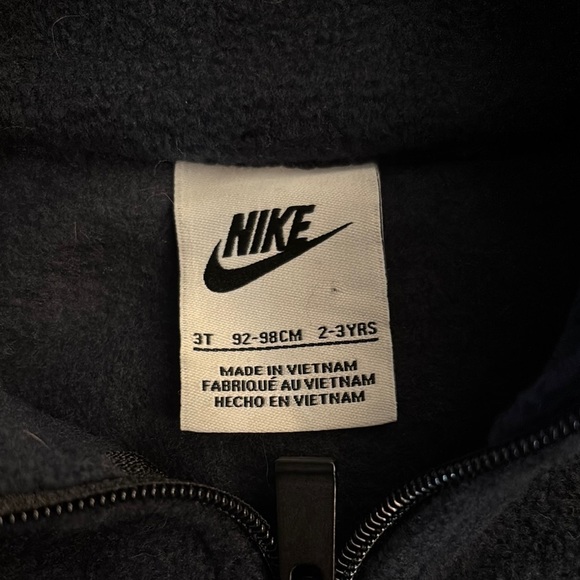 NIKE
3T 92-98CM 2-3YRS
MADE IN VIETNAM
FABRIQUÉ AU VIETNAM
HECHO EN VIETNAM